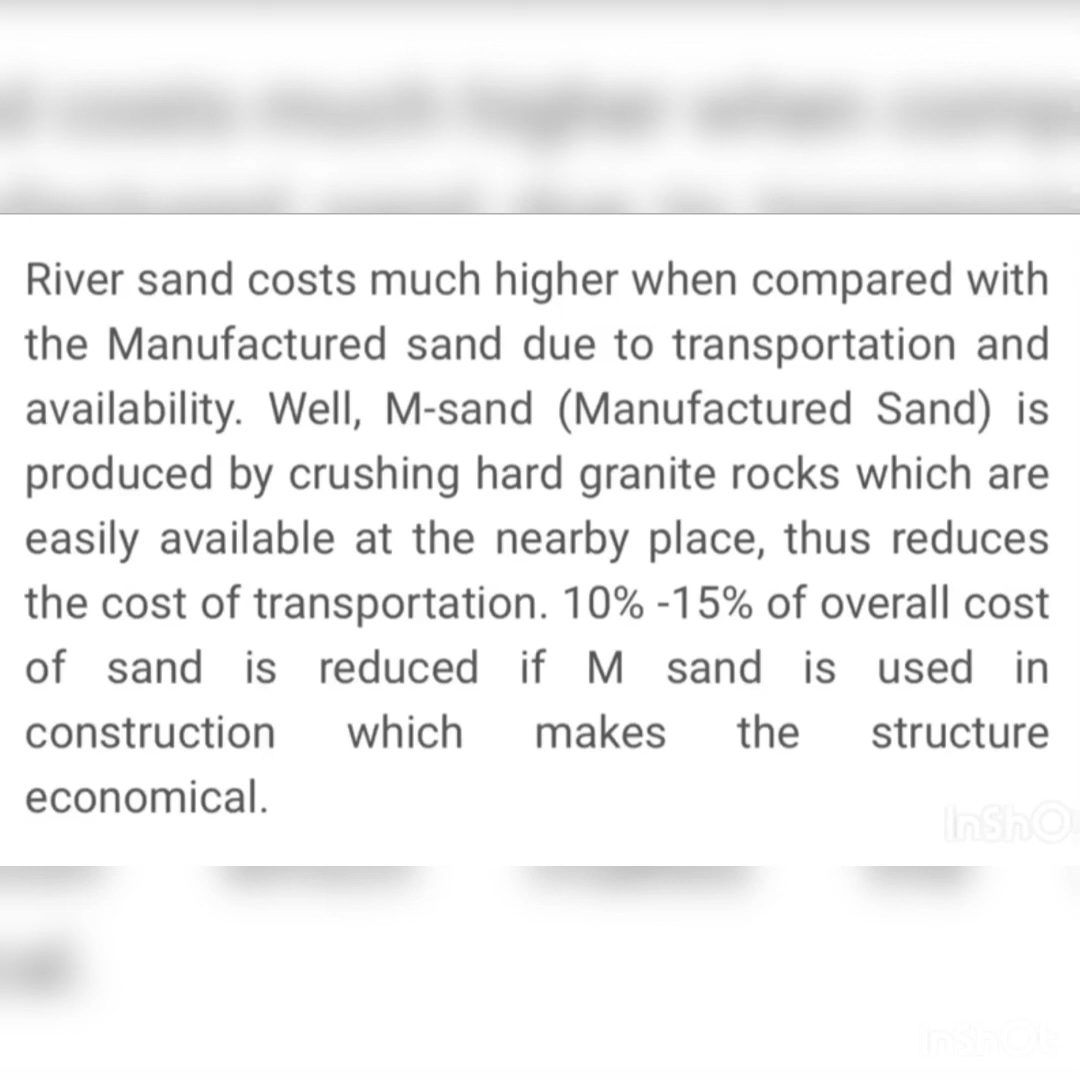 River sand costs much higher when compared with
the Manufactured sand due to transportation and
availability. Well, M-sand (Manufactured Sand) is
produced by crushing hard granite rocks which are
easily available at the nearby place, thus reduces
the cost of transportation. 10% -15% of overall cost
of sand is reduced if M sand is used in
construction which makes the structure
economical.
InShO
InShOt